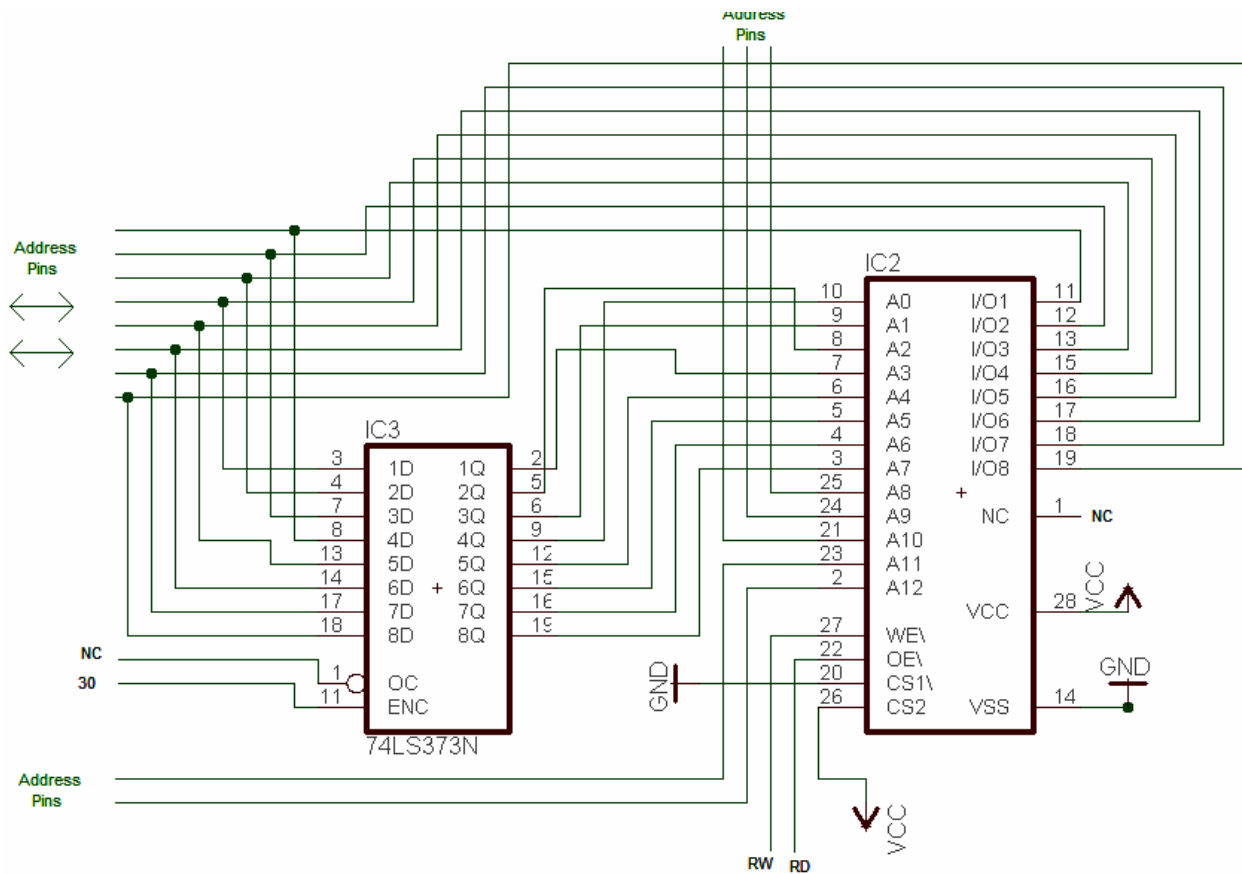 Address
Pins
Address
Pins
IC2
10 A0 I/O1 11
9 A1 I/O2 12
8 A2 I/O3 13
7 A3 I/O4 15
6 A4 I/O5 16
5 A5 I/O6 17
4 A6 I/O7 18
3 A7 I/O8 19
25 A8
24 A9 NC 1 NC
21 A10
23 A11
2 A12
VCC 28 VCC
27 WE\
22 OE\
GND 20 CS1\
26 CS2 VSS 14 GND
IC3
3 1D 1Q 2
4 2D 2Q 5
7 3D 3Q 6
8 4D 4Q 9
13 5D 5Q 12
14 6D 6Q 15
17 7D 7Q 16
18 8D 8Q 19
NC 1 OC
30 11 ENC
74LS373N
Address
Pins
VCC
RW RD